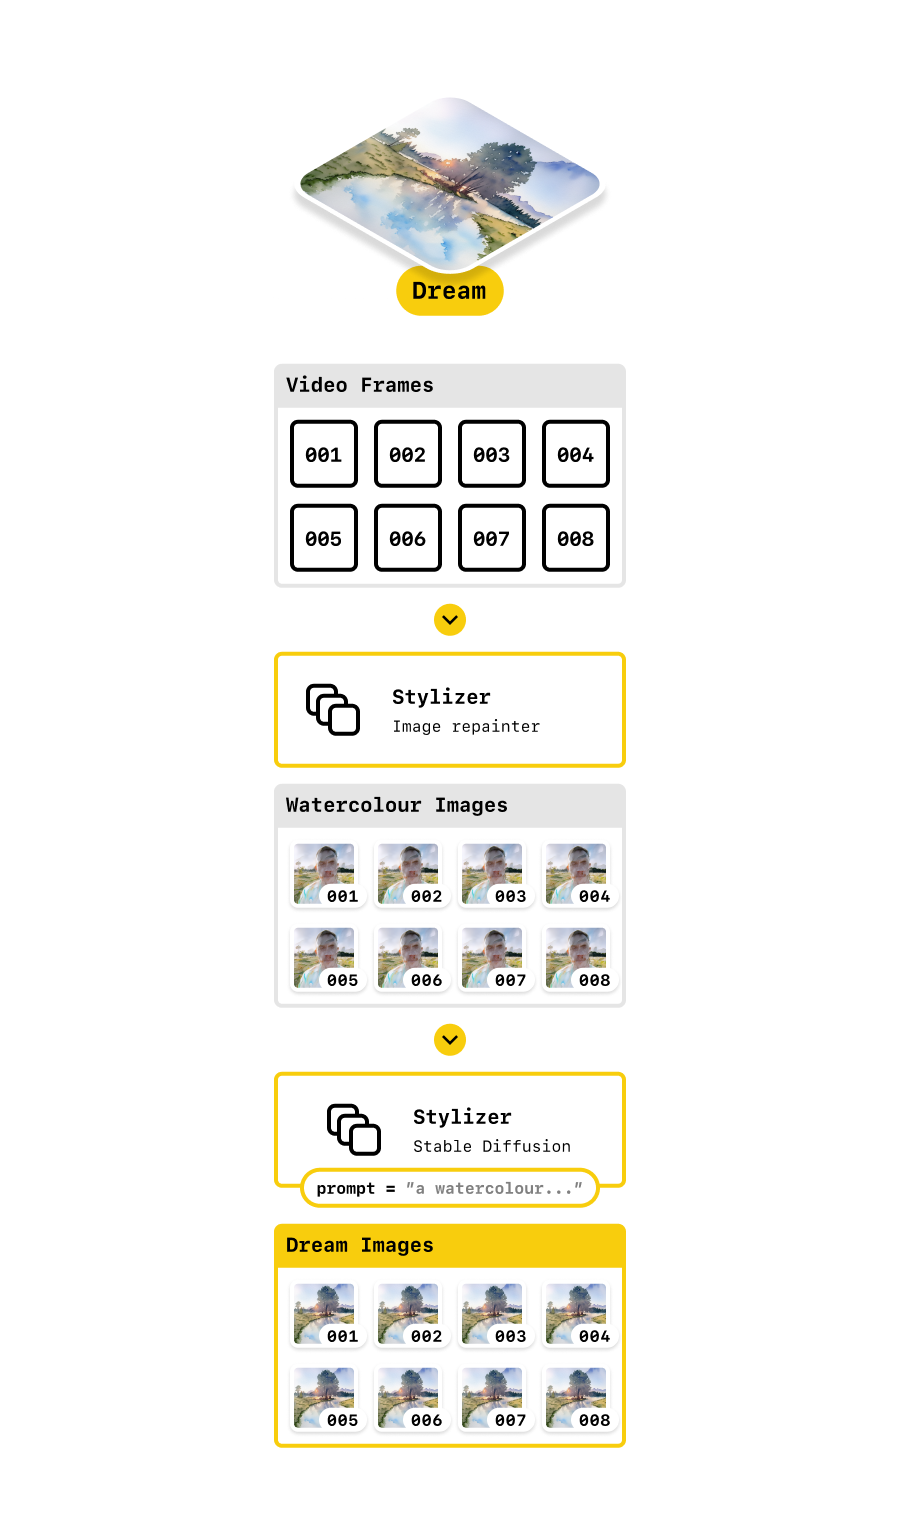 Dream
Video Frames
001 002 003 004
005 006 007 008
Stylizer
Image repainter
Watercolour Images
001 002 003 004
005 006 007 008
Stylizer
Stable Diffusion
prompt = "a watercolour..."
Dream Images
001 002 003 004
005 006 007 008